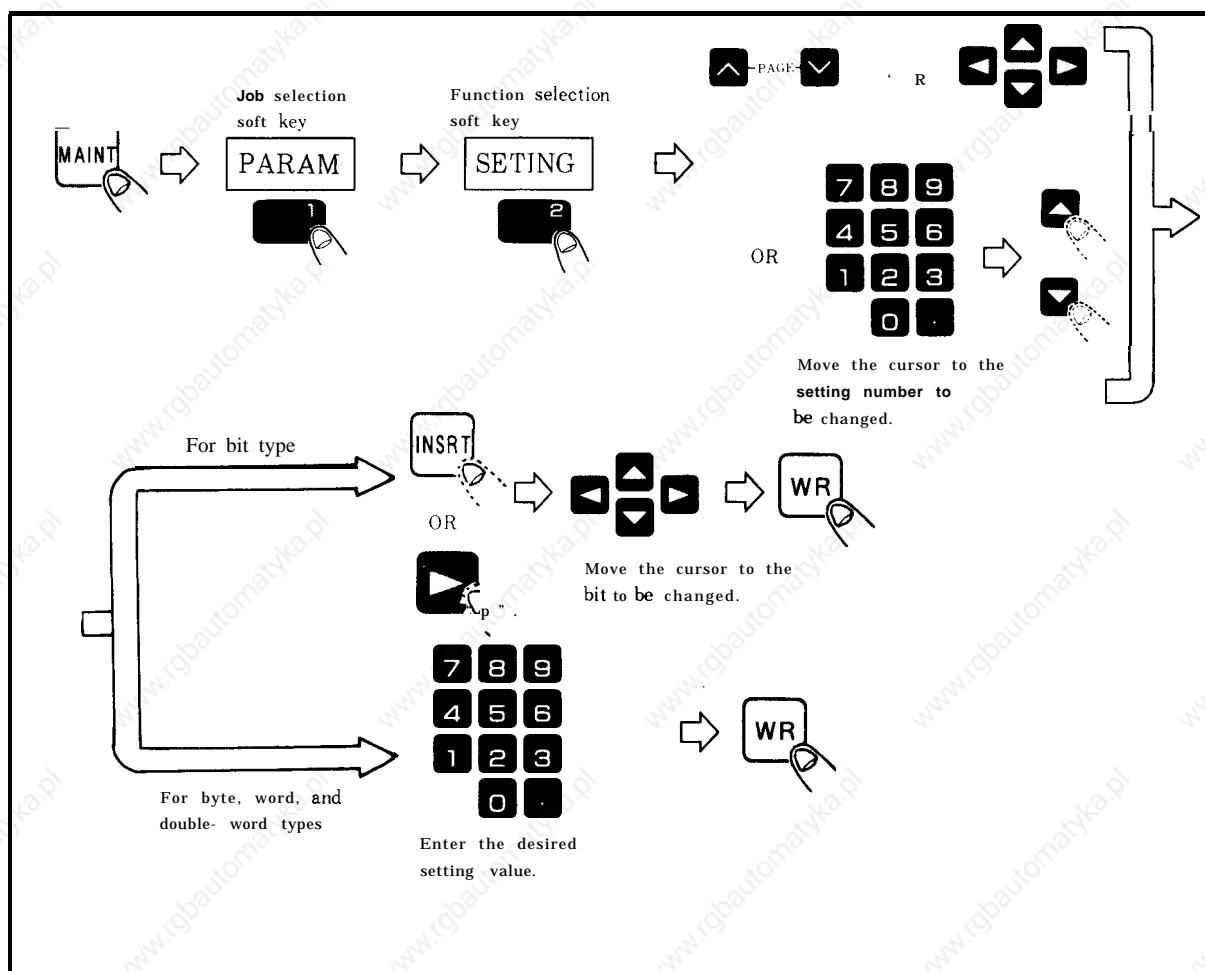 Job selection
soft key
Function selection
soft key
PAGE
‘ R
MAINT
PARAM
SETING
1
2
7 8 9
4 5 6
1 2 3
0 .
OR
Move the cursor to the
setting number to
be changed.
For bit type
INSRT
OR
WR
Move the cursor to the
bit to be changed.
p ” .
7 8 9
4 5 6
1 2 3
0 .
WR
For byte, word, and
double- word types
Enter the desired
setting value.
www.rgbautomatyka.pl